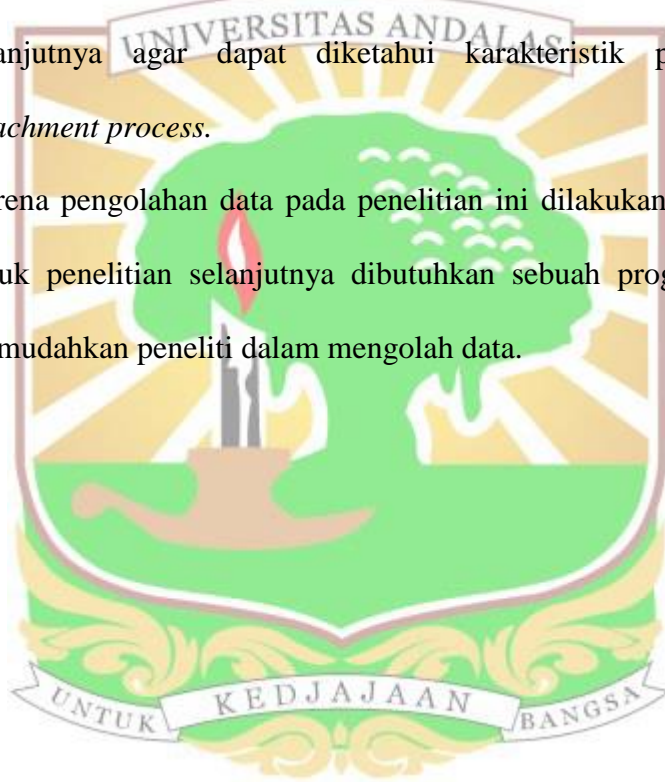 UNIVERSITAS ANDALAS
anjutnya agar dapat diketahui karakteristik p
achment process.
rena pengolahan data pada penelitian ini dilakukan
uk penelitian selanjutnya dibutuhkan sebuah prog
mudahkan peneliti dalam mengolah data.
UNTUK KEDJAJAAN BANGSA